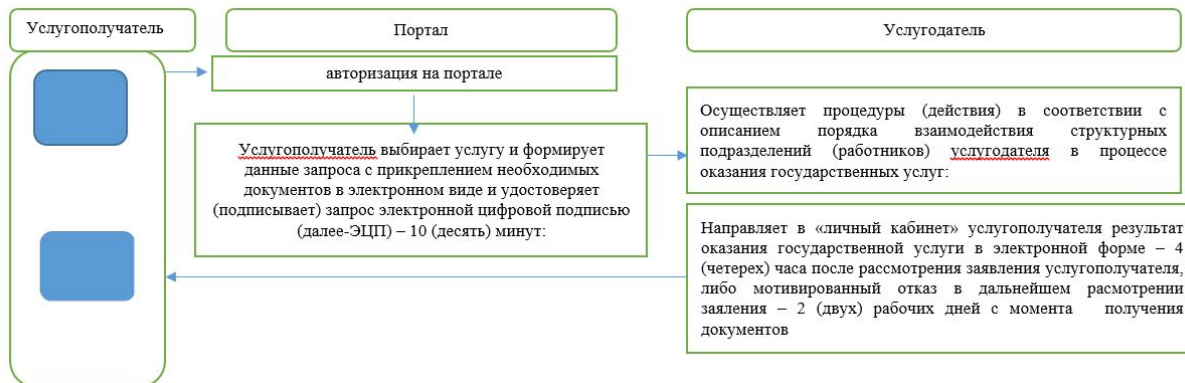 Услугополучатель
Портал
Услугодатель
авторизация на портале
Услугополучатель выбирает услугу и формирует
данные запроса с прикреплением необходимых
документов в электронном виде и удостоверяет
(подписывает) запрос электронной цифровой подписью
(далее-ЭЦП) – 10 (десять) минут:
Осуществляет процедуры (действия) в соответствии с
описанием порядка взаимодействия структурных
подразделений (работников) услугодателя в процессе
оказания государственных услуг:
Направляет в «личный кабинет» услугополучателя результат
оказания государственной услуги в электронной форме – 4
(четерех) часа после рассмотрения заявления услугополучателя,
либо мотивированный отказ в дальнейшем расмотрении
заяления – 2 (двух) рабочих дней с момента получения
документов